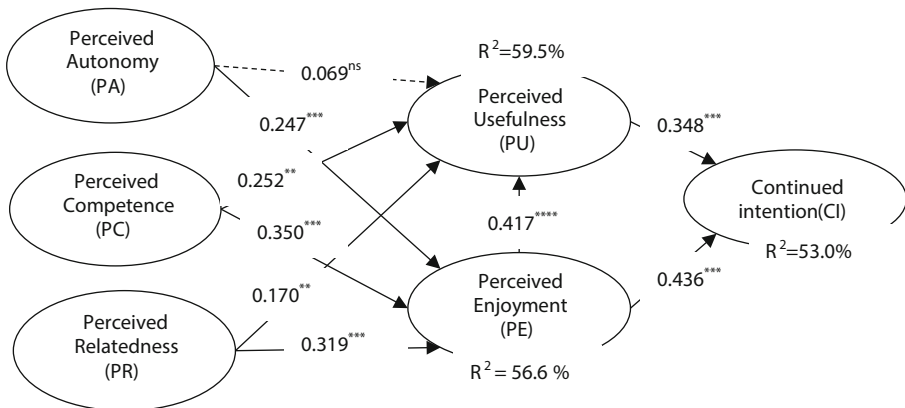 Perceived
Autonomy
(PA)
0.069ns
R²=59.5%
Perceived
Usefulness
(PU)
0.247***
0.348***
Perceived
Competence
(PC)
0.252**
0.350***
0.417****
Continued
intention(CI)
R²=53.0%
0.436***
Perceived
Relatedness
(PR)
0.170**
0.319***
Perceived
Enjoyment
(PE)
R² = 56.6 %